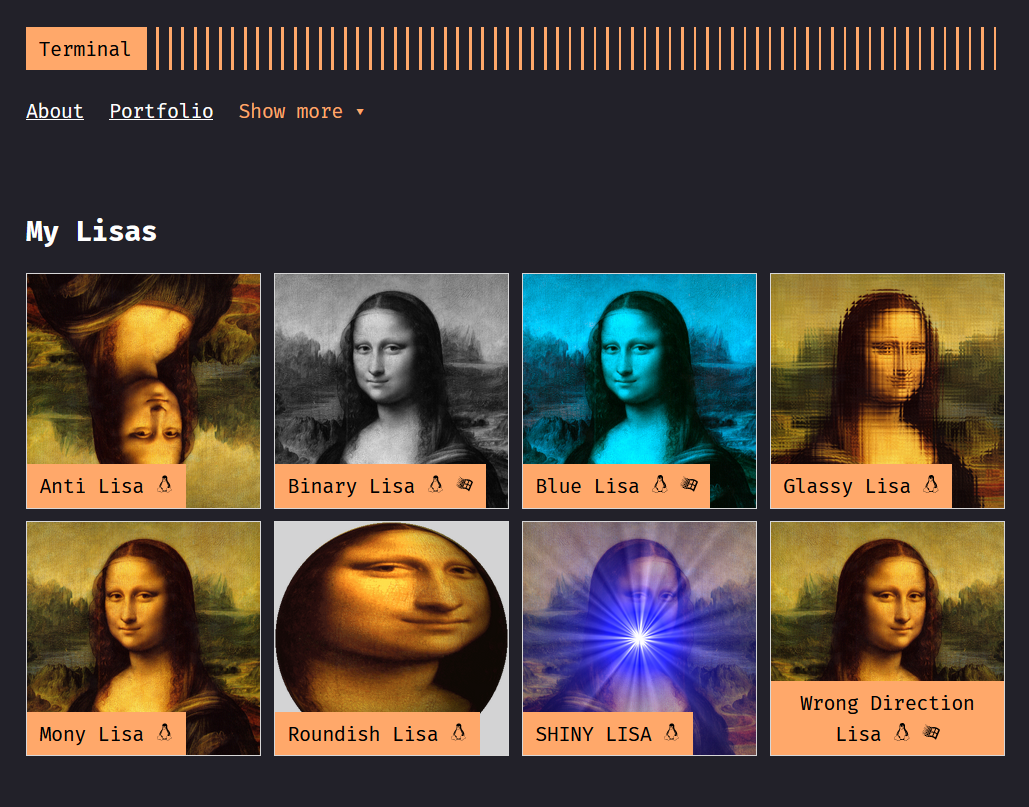 Terminal
About Portfolio Show more ▾
My Lisas
Anti Lisa
Binary Lisa
Blue Lisa
Glassy Lisa
Mony Lisa
Roundish Lisa
SHINY LISA
Wrong Direction
Lisa